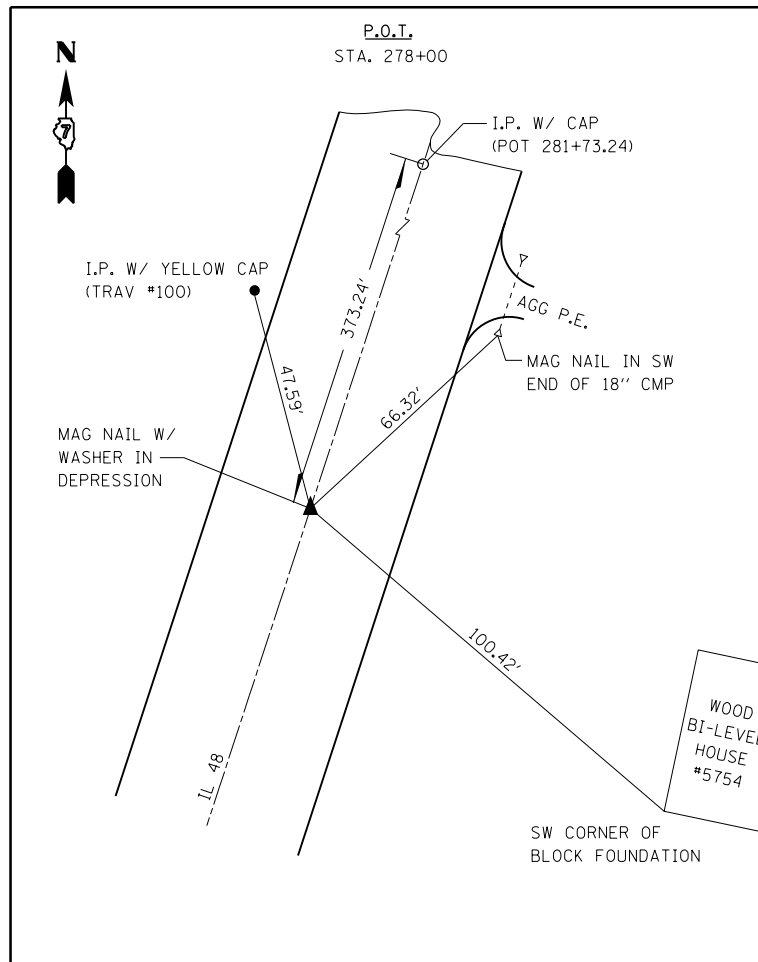 P.O.T.
STA. 278+00
N
7
I.P. W/ CAP
(POT 281+73.24)
I.P. W/ YELLOW CAP
(TRAV #100)
373.24'
AGG P.E.
47.59'
66.32'
MAG NAIL IN SW
END OF 18" CMP
MAG NAIL W/
WASHER IN
DEPRESSION
100.42'
WOOD
BI-LEVEL
HOUSE
#5754
IL 48
SW CORNER OF
BLOCK FOUNDATION